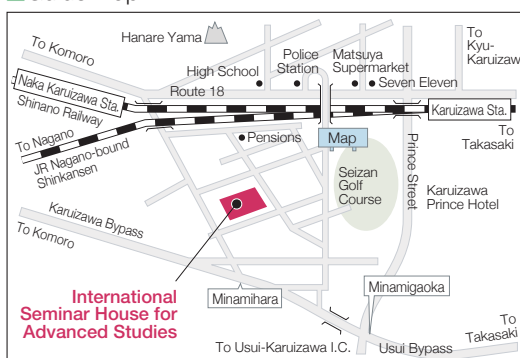 To Komoro
Hanare Yama
To
Kyu-
Karuizaw
Police
Station
Matsuya
Supermarket
High School
Seven Eleven
Naka Karuizawa Sta.
Route 18
Shinano Railway
Karuizawa Sta.
To Nagano
JR Nagano-bound
Shinkansen
Pensions
Map
To
Takasaki
Prince Street
Seizan
Golf
Course
Karuizawa
Prince Hotel
Karuizawa Bypass
To Komoro
International
Seminar House for
Advanced Studies
Minamihara
Minamigaoka
To
Takasaki
To Usui-Karuizawa I.C.
Usui Bypass